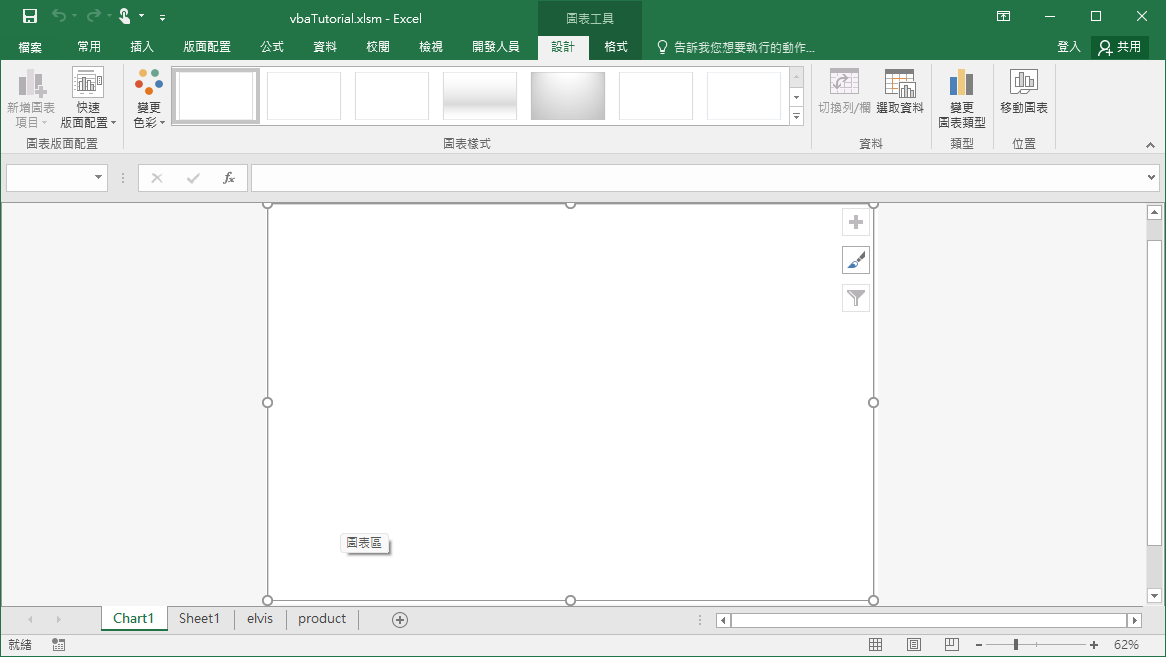 vbaTutorial.xlsm - Excel
圖表工具
檔案
常用
插入
版面配置
公式
資料
校閱
檢視
開發人員
設計
格式
告訴我您想要執行的動作...
登入
共用
新增圖表
項目
快速
版面配置
變更
色彩
切換列/欄
選取資料
變更
圖表類型
移動圖表
圖表版面配置
圖表樣式
資料
類型
位置
fx
圖表區
Chart1
Sheet1
elvis
product
就緒
62%